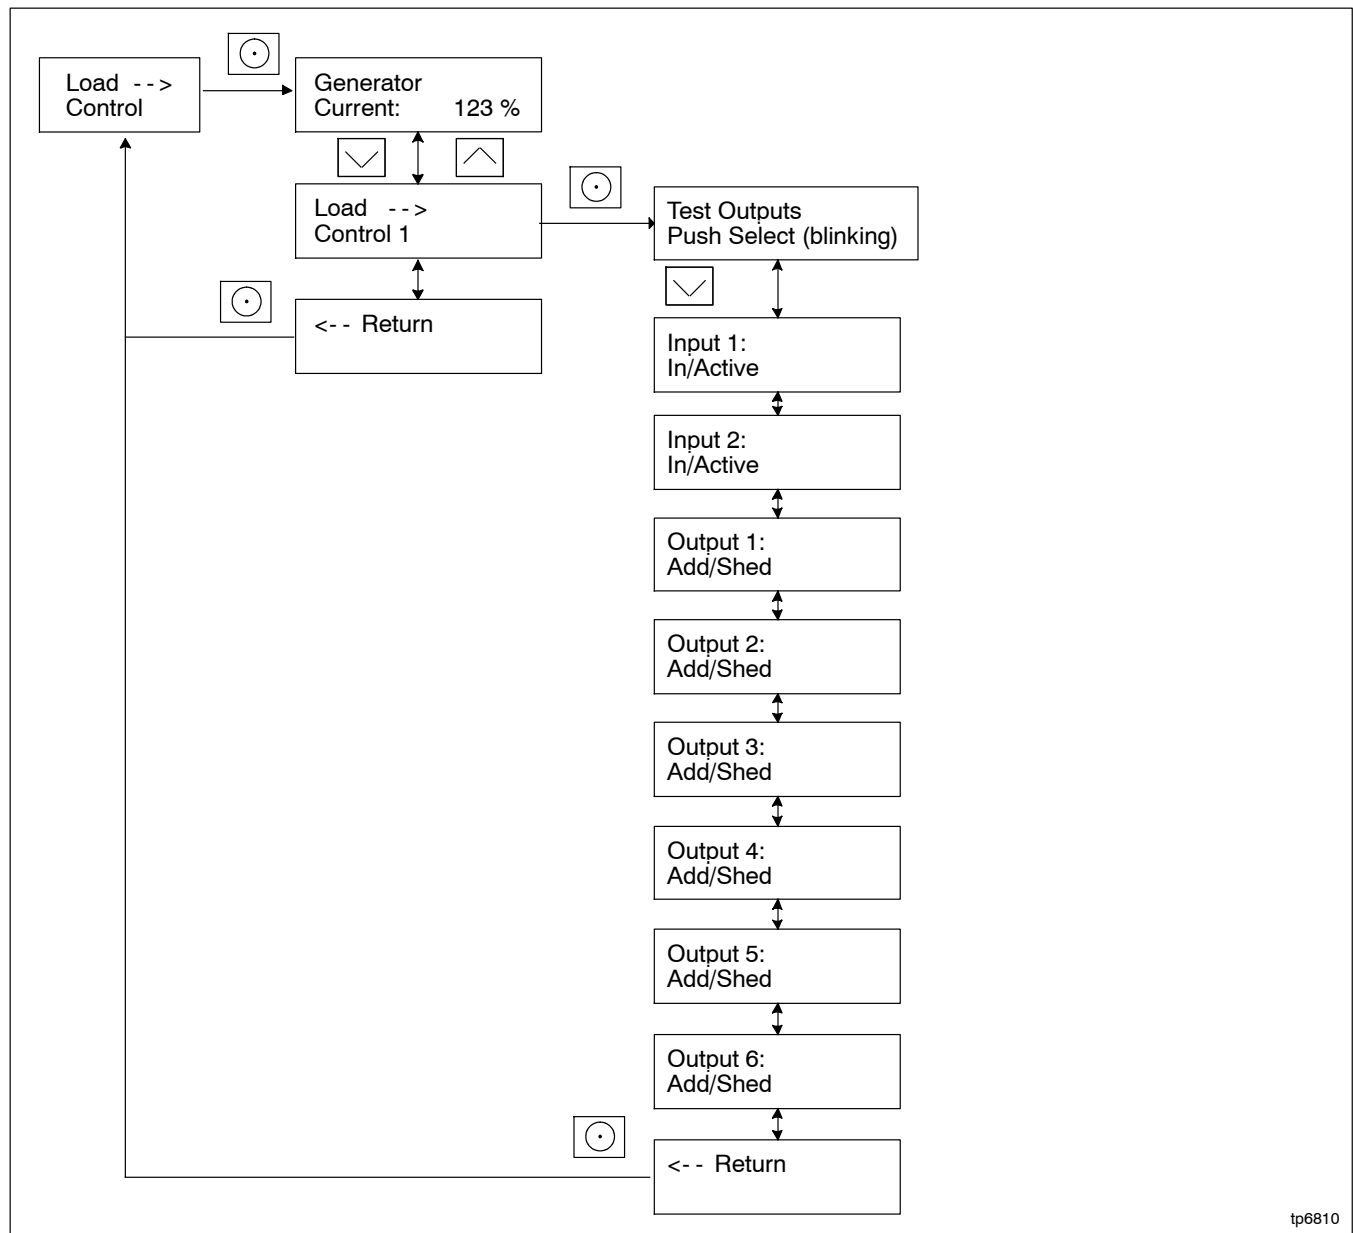 Load - ->
Control
Generator
Current: 123 %
Load - ->
Control 1
<- - Return
Test Outputs
Push Select (blinking)
Input 1:
In/Active
Input 2:
In/Active
Output 1:
Add/Shed
Output 2:
Add/Shed
Output 3:
Add/Shed
Output 4:
Add/Shed
Output 5:
Add/Shed
Output 6:
Add/Shed
<- - Return
tp6810